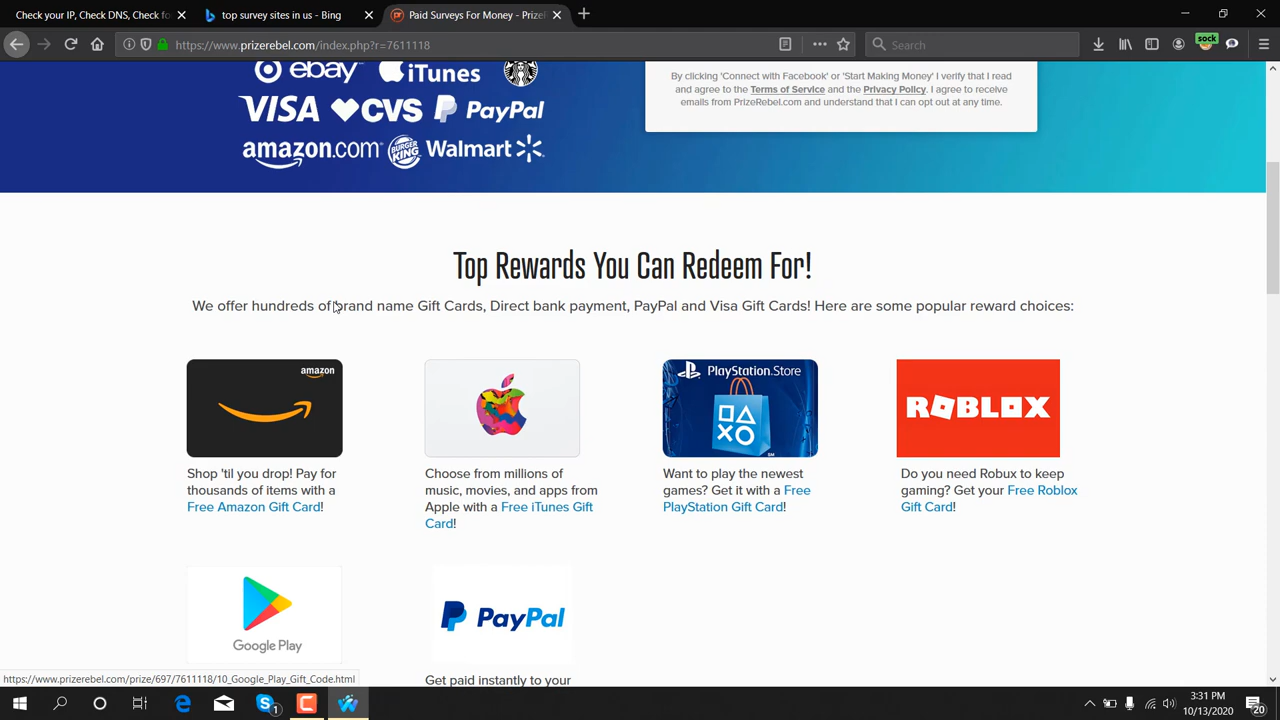 Check your IP, Check DNS, Check fo
top survey sites in us - Bing
Paid Surveys For Money - Prize
https://www.prizerebel.com/index.php?r=7611118
Search
sock
ebay iTunes
VISA CVS PayPal
amazon.com BURGER KING Walmart
By clicking 'Connect with Facebook' or 'Start Making Money' I verify that I read
and agree to the Terms of Service and the Privacy Policy. I agree to receive
emails from PrizeRebel.com and understand that I can opt out at any time.
Top Rewards You Can Redeem For!
We offer hundreds of brand name Gift Cards, Direct bank payment, PayPal and Visa Gift Cards! Here are some popular reward choices:
amazon
PlayStation.Store
SM
ROBLOX
Shop 'til you drop! Pay for
thousands of items with a
Free Amazon Gift Card!
Choose from millions of
music, movies, and apps from
Apple with a Free iTunes Gift
Card!
Want to play the newest
games? Get it with a Free
PlayStation Gift Card!
Do you need Robux to keep
gaming? Get your Free Roblox
Gift Card!
Google Play
PayPal
Get paid instantly to your
https://www.prizerebel.com/prize/697/7611118/10_Google_Play_Gift_Code.html
1
3:31 PM
10/13/2020
20